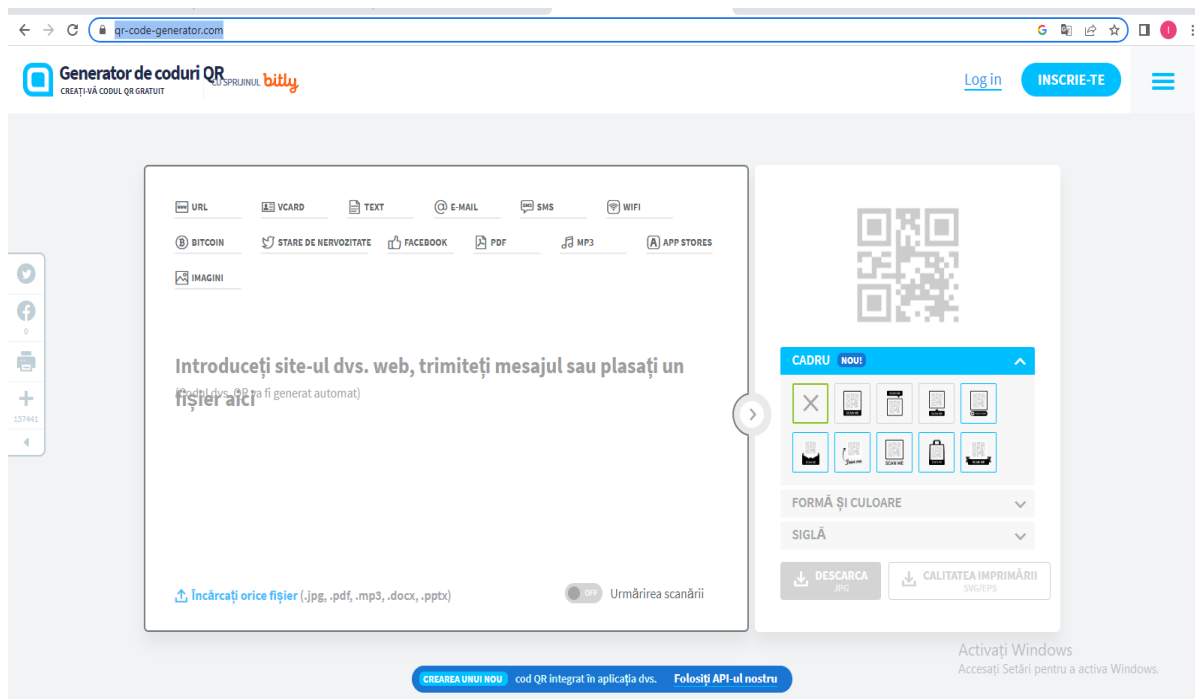 qr-code-generator.com
Generator de coduri QR
CREAȚI-VĂ CODUL QR GRATUIT
CU SPRIJINUL bitly
Log in
INSCRIE-TE
URL
VCARD
TEXT
E-MAIL
SMS
WIFI
BITCOIN
STARE DE NERVOZITATE
FACEBOOK
PDF
MP3
APP STORES
IMAGINI
0
157441
Introduceți site-ul dvs. web, trimiteți mesajul sau plasați un
fișier aici
(Codul dvs. QR va fi generat automat)
Încărcați orice fișier (.jpg, .pdf, .mp3, .docx, .pptx)
OFF
Urmărirea scanării
CADRU NOU!
SCAN ME
FORMĂ ȘI CULOARE
SIGLĂ
DESCARCA
JPG
CALITATEA IMPRIMĂRII
SVG/EPS
CREAREA UNUI NOU cod QR integrat în aplicația dvs. Folosiți API-ul nostru
Activați Windows
Accesați Setări pentru a activa Windows.